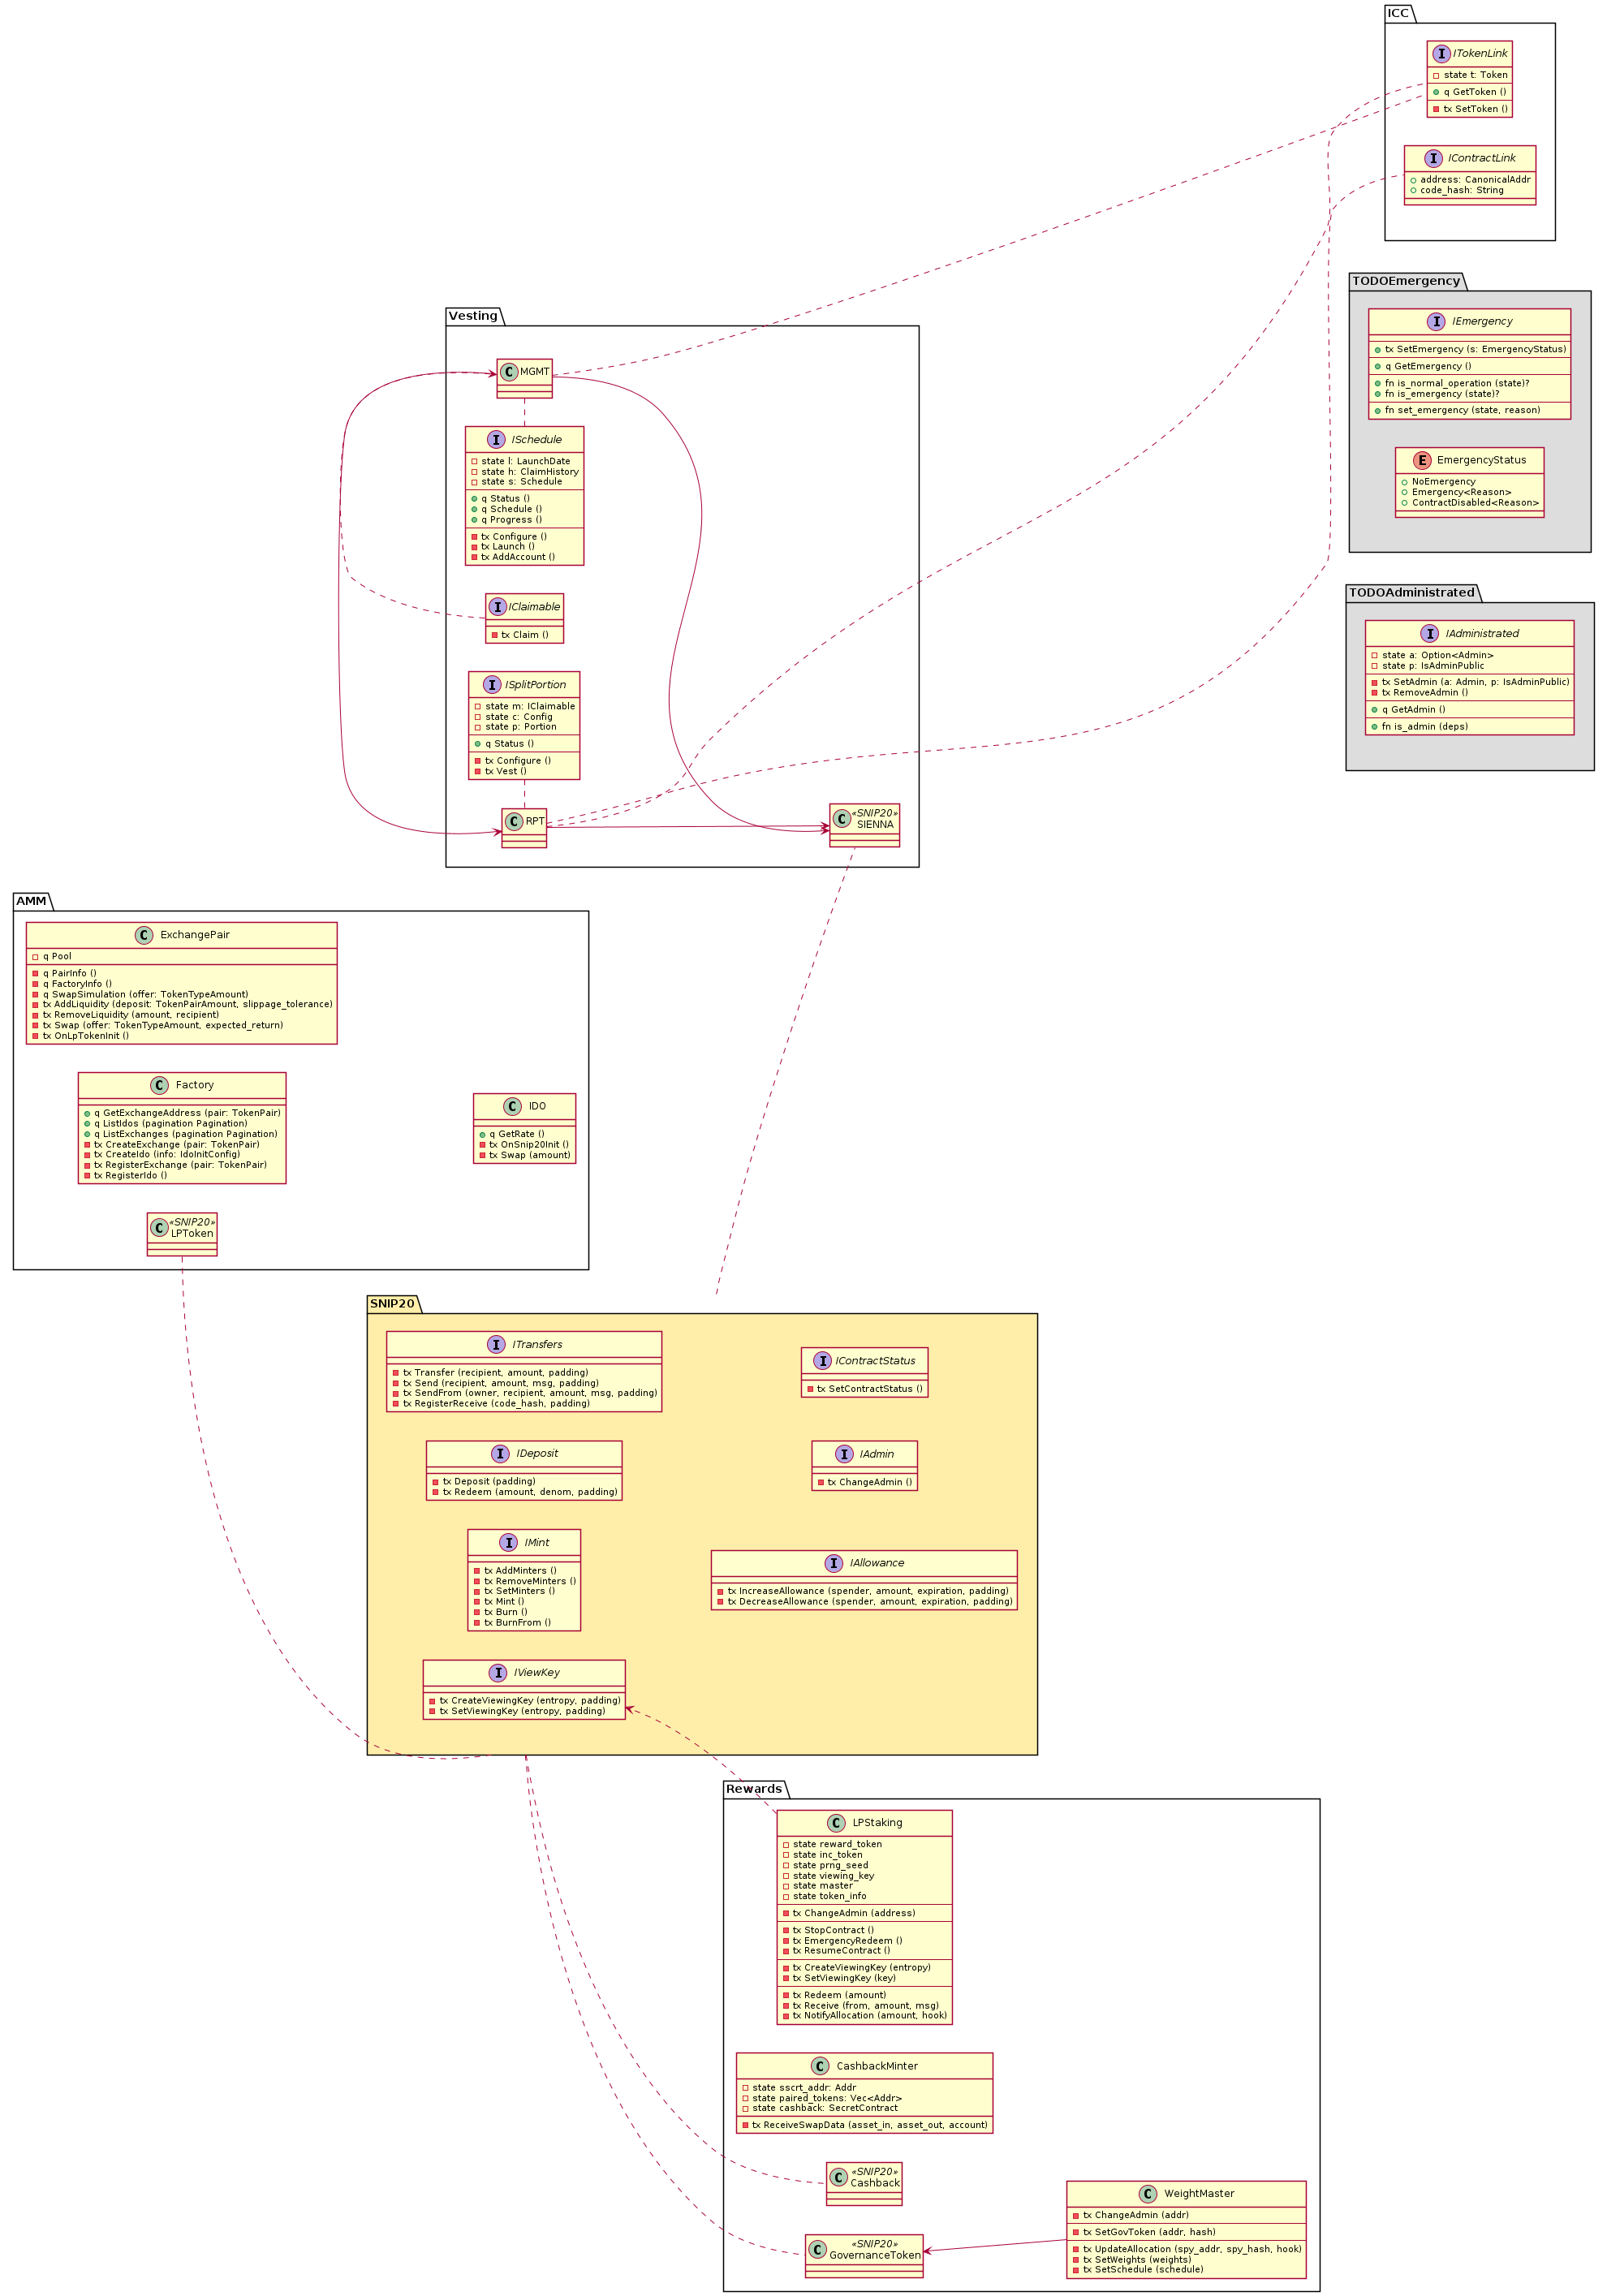 ICC
I ITokenLink
state t: Token
q GetToken ()
tx SetToken ()
I IContractLink
address: CanonicalAddr
code_hash: String
TODOEmergency
I IEmergency
tx SetEmergency (s: EmergencyStatus)
q GetEmergency ()
fn is_normal_operation (state)?
fn is_emergency (state)?
fn set_emergency (state, reason)
E EmergencyStatus
NoEmergency
Emergency<Reason>
ContractDisabled<Reason>
TODOAdministrated
I IAdministrated
state a: Option<Admin>
state p: IsAdminPublic
tx SetAdmin (a: Admin, p: IsAdminPublic)
tx RemoveAdmin ()
q GetAdmin ()
fn is_admin (deps)
Vesting
C MGMT
I ISchedule
state l: LaunchDate
state h: ClaimHistory
state s: Schedule
q Status ()
q Schedule ()
q Progress ()
tx Configure ()
tx Launch ()
tx AddAccount ()
I IClaimable
tx Claim ()
I ISplitPortion
state m: IClaimable
state c: Config
state p: Portion
q Status ()
tx Configure ()
tx Vest ()
C RPT
«SNIP20»
C SIENNA
AMM
C ExchangePair
q Pool
q PairInfo ()
q FactoryInfo ()
q SwapSimulation (offer: TokenTypeAmount)
tx AddLiquidity (deposit: TokenPairAmount, slippage_tolerance)
tx RemoveLiquidity (amount, recipient)
tx Swap (offer: TokenTypeAmount, expected_return)
tx OnLpTokenInit ()
C Factory
q GetExchangeAddress (pair: TokenPair)
q ListIdos (pagination Pagination)
q ListExchanges (pagination Pagination)
tx CreateExchange (pair: TokenPair)
tx CreateIdo (info: IdoInitConfig)
tx RegisterExchange (pair: TokenPair)
tx RegisterIdo ()
C IDO
q GetRate ()
tx OnSnip20Init ()
tx Swap (amount)
«SNIP20»
C LPToken
SNIP20
I ITransfers
tx Transfer (recipient, amount, padding)
tx Send (recipient, amount, msg, padding)
tx SendFrom (owner, recipient, amount, msg, padding)
tx RegisterReceive (code_hash, padding)
I IContractStatus
tx SetContractStatus ()
I IDeposit
tx Deposit (padding)
tx Redeem (amount, denom, padding)
I IAdmin
tx ChangeAdmin ()
I IMint
tx AddMinters ()
tx RemoveMinters ()
tx SetMinters ()
tx Mint ()
tx Burn ()
tx BurnFrom ()
I IAllowance
tx IncreaseAllowance (spender, amount, expiration, padding)
tx DecreaseAllowance (spender, amount, expiration, padding)
I IViewKey
tx CreateViewingKey (entropy, padding)
tx SetViewingKey (entropy, padding)
Rewards
C LPStaking
state reward_token
state inc_token
state prng_seed
state viewing_key
state master
state token_info
tx ChangeAdmin (address)
tx StopContract ()
tx EmergencyRedeem ()
tx ResumeContract ()
tx CreateViewingKey (entropy)
tx SetViewingKey (key)
tx Redeem (amount)
tx Receive (from, amount, msg)
tx NotifyAllocation (amount, hook)
C CashbackMinter
state sscrt_addr: Addr
state paired_tokens: Vec<Addr>
state cashback: SecretContract
tx ReceiveSwapData (asset_in, asset_out, account)
«SNIP20»
C Cashback
«SNIP20»
C GovernanceToken
C WeightMaster
tx ChangeAdmin (addr)
tx SetGovToken (addr, hash)
tx UpdateAllocation (spy_addr, spy_hash, hook)
tx SetWeights (weights)
tx SetSchedule (schedule)